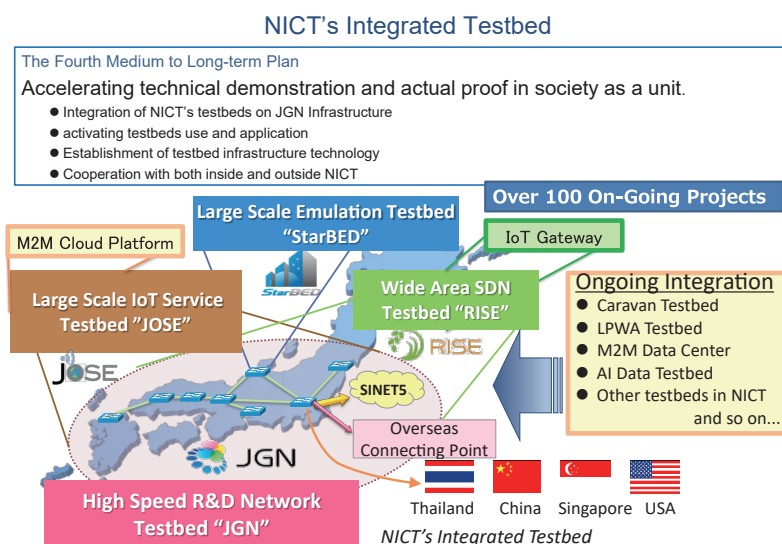 NICT's Integrated Testbed
The Fourth Medium to Long-term Plan
Accelerating technical demonstration and actual proof in society as a unit.
● Integration of NICT's testbeds on JGN Infrastructure
● activating testbeds use and application
● Establishment of testbed infrastructure technology
● Cooperation with both inside and outside NICT
Over 100 On-Going Projects
Large Scale Emulation Testbed
"StarBED"
M2M Cloud Platform
IoT Gateway
StarBED
Large Scale IoT Service
Testbed "JOSE"
Wide Area SDN
Testbed "RISE"
Ongoing Integration
● Caravan Testbed
● LPWA Testbed
● M2M Data Center
● AI Data Testbed
● Other testbeds in NICT
and so on...
RISE
JOSE
SINET5
Overseas
Connecting Point
JGN
High Speed R&D Network
Testbed "JGN"
Thailand
China
Singapore
USA
NICT's Integrated Testbed